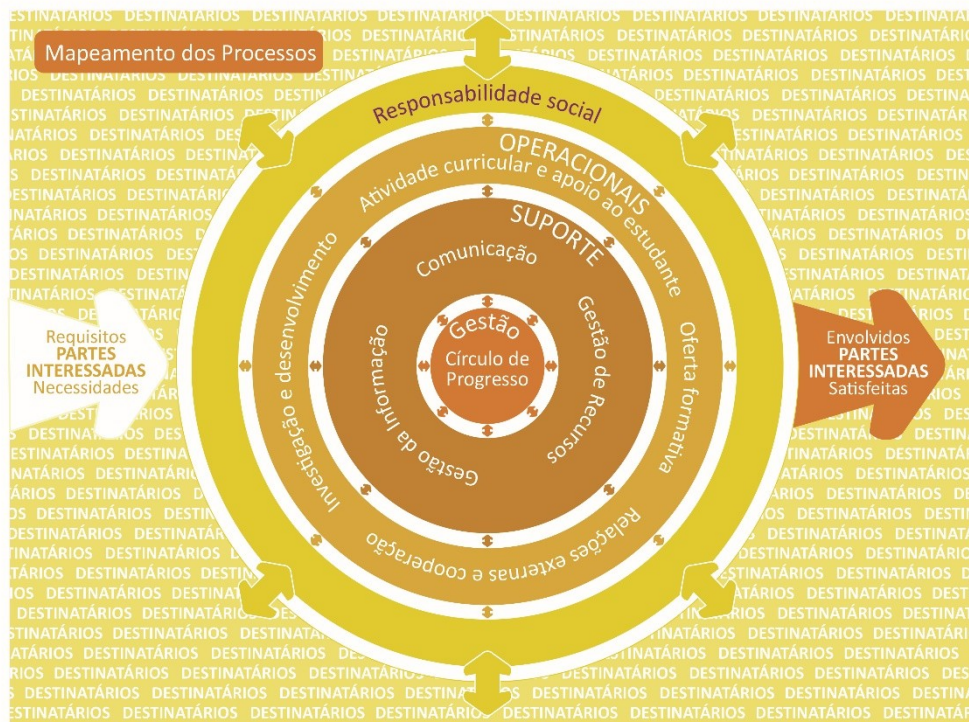 Mapeamento dos Processos
DESTINATÁRIOS DESTINATÁRIOS DESTINATÁRIOS DESTINATÁRIOS
Responsabilidade social
OPERACIONAIS
Atividade curricular e apoio ao estudante
Oferta formativa
Relações externas e cooperação
Investigação e desenvolvimento
SUPORTE
Comunicação
Gestão de Recursos
Gestão da Informação
Gestão
Círculo de
Progresso
Requisitos
PARTES
INTERESSADAS
Necessidades
Envolvidos
PARTES
INTERESSADAS
Satisfeitas